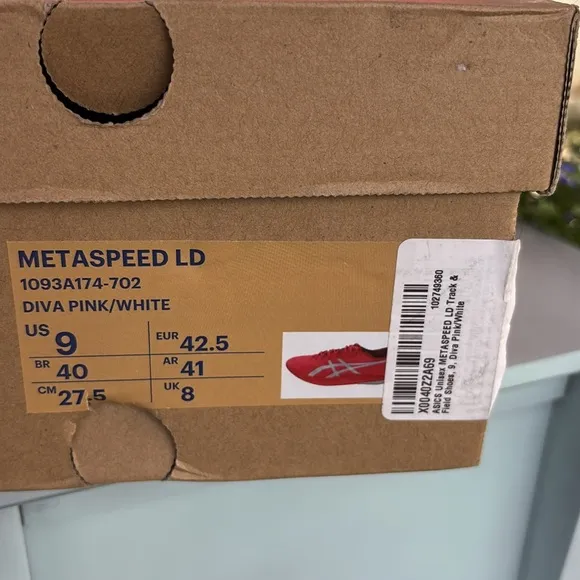 METASPEED LD
1093A174-702
DIVA PINK/WHITE
US 9
EUR 42.5
BR 40
AR 41
CM 27.5
UK 8
102749360
X0040Z2A69
ASICS Unisex METASPEED LD Track &
Field Shoes, 9, Diva Pink/White